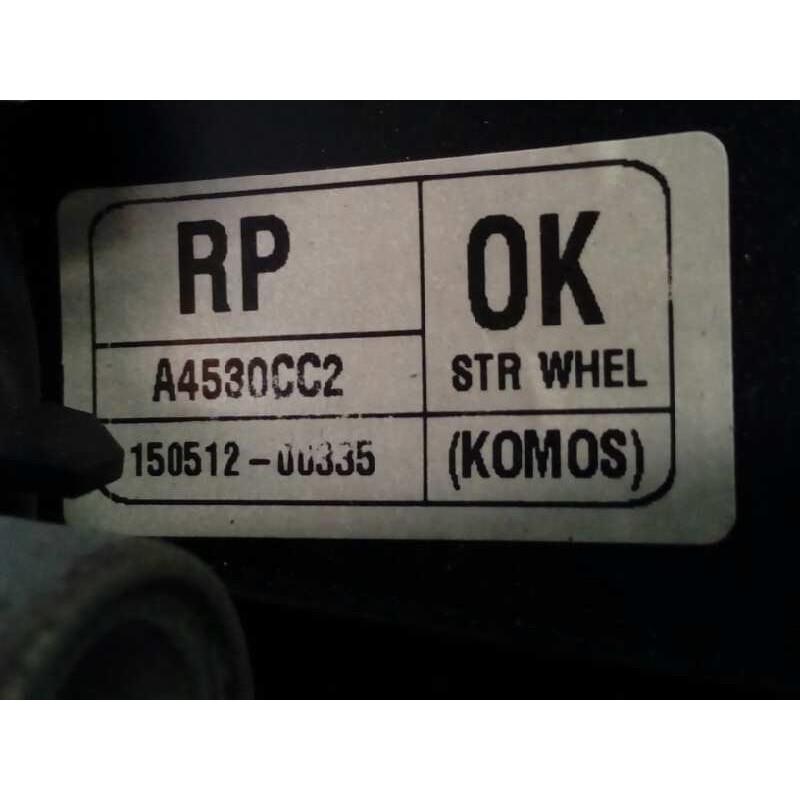 RP
OK
A4530CC2
STR WHEL
150512-00335
(KOMOS)